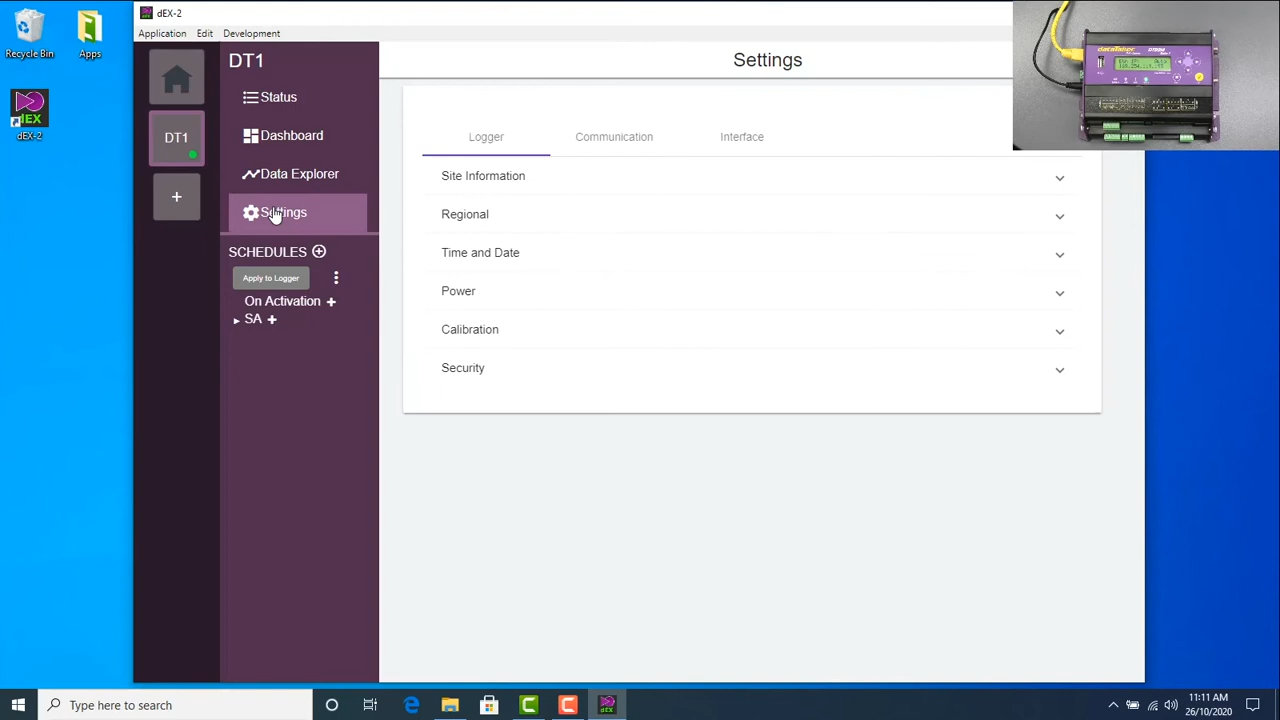 Recycle Bin
Apps
dEX-2
dEX
dEX-2
Application
Edit
Development
DT1
DT1
+
Status
Dashboard
Data Explorer
Settings
SCHEDULES
Apply to Logger
On Activation +
SA +
Settings
Logger
Communication
Interface
Site Information
Regional
Time and Date
Power
Calibration
Security
dataTaker
Type here to search
11:11 AM
26/10/2020